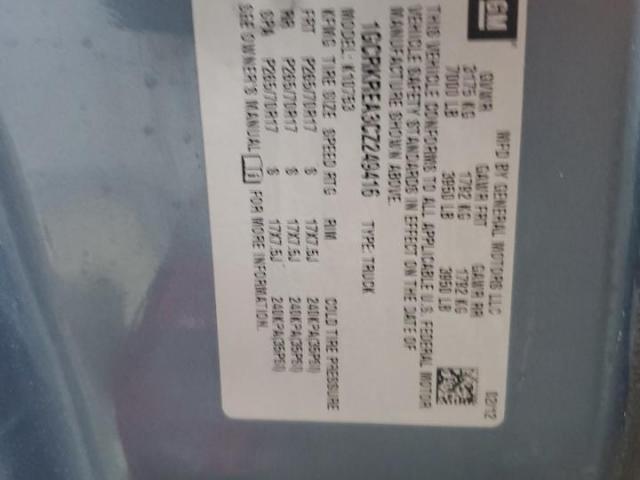 GM
MFD BY GENERAL MOTORS LLC
02/12
GVWR GAWR FRT GAWR RR
3175 KG 1792 KG 1792 KG
7000 LB 3950 LB 3950 LB
THIS VEHICLE CONFORMS TO ALL APPLICABLE U.S. FEDERAL MOTOR
VEHICLE SAFETY STANDARDS IN EFFECT ON THE DATE OF
MANUFACTURE SHOWN ABOVE.
1GCRKREA3CZ249416 TYPE: TRUCK
MODEL: K10753
TIRE SIZE SPEED RTG RIM COLD TIRE PRESSURE
FRT P265/70R17 S 17X7.5J 240KPA(35PSI)
RR P265/70R17 S 17X7.5J 240KPA(35PSI)
SPA P265/70R17 S 17X7.5J 240KPA(35PSI)
SEE OWNER'S MANUAL FOR MORE INFORMATION.